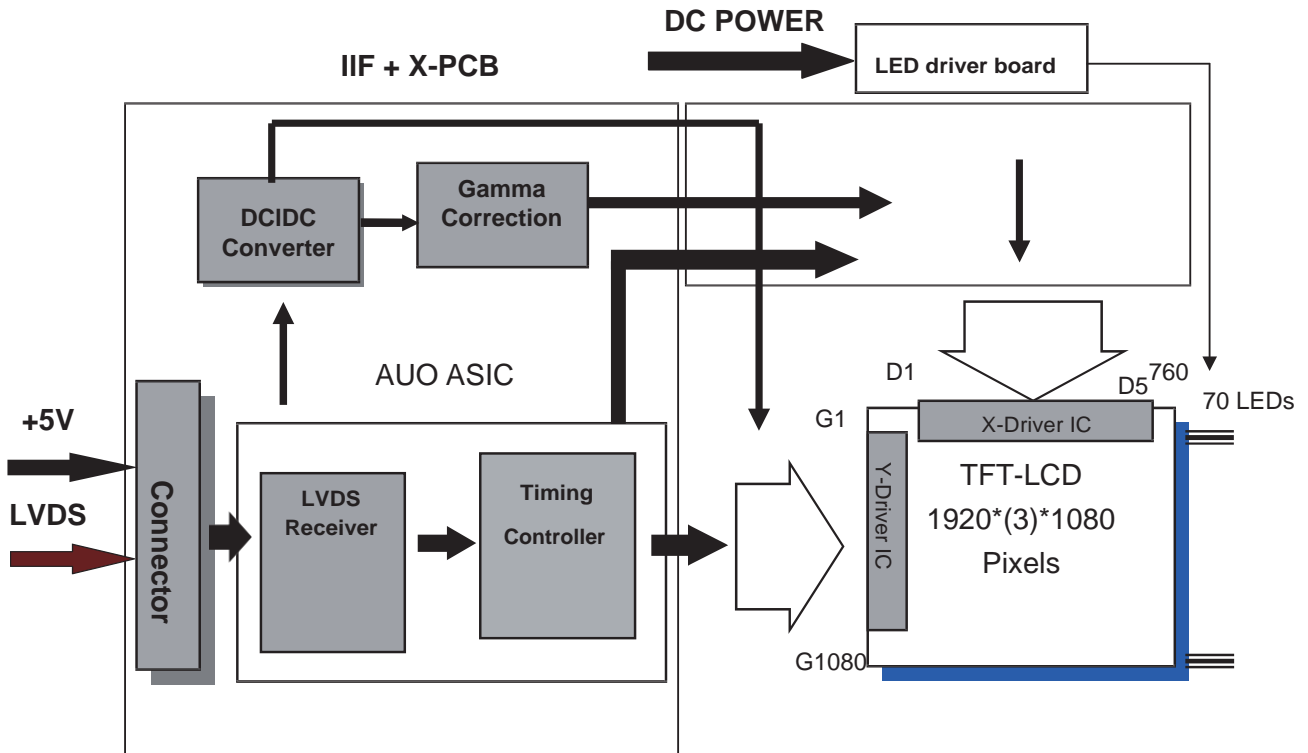 DC POWER
IIF + X-PCB
LED driver board
Gamma
Correction
DCIDC
Converter
AUO ASIC
D1
D5760
70 LEDs
+5V
G1
X-Driver IC
Connector
LVDS
Receiver
Timing
Controller
LVDS
Y-Driver IC
TFT-LCD
1920*(3)*1080
Pixels
G1080